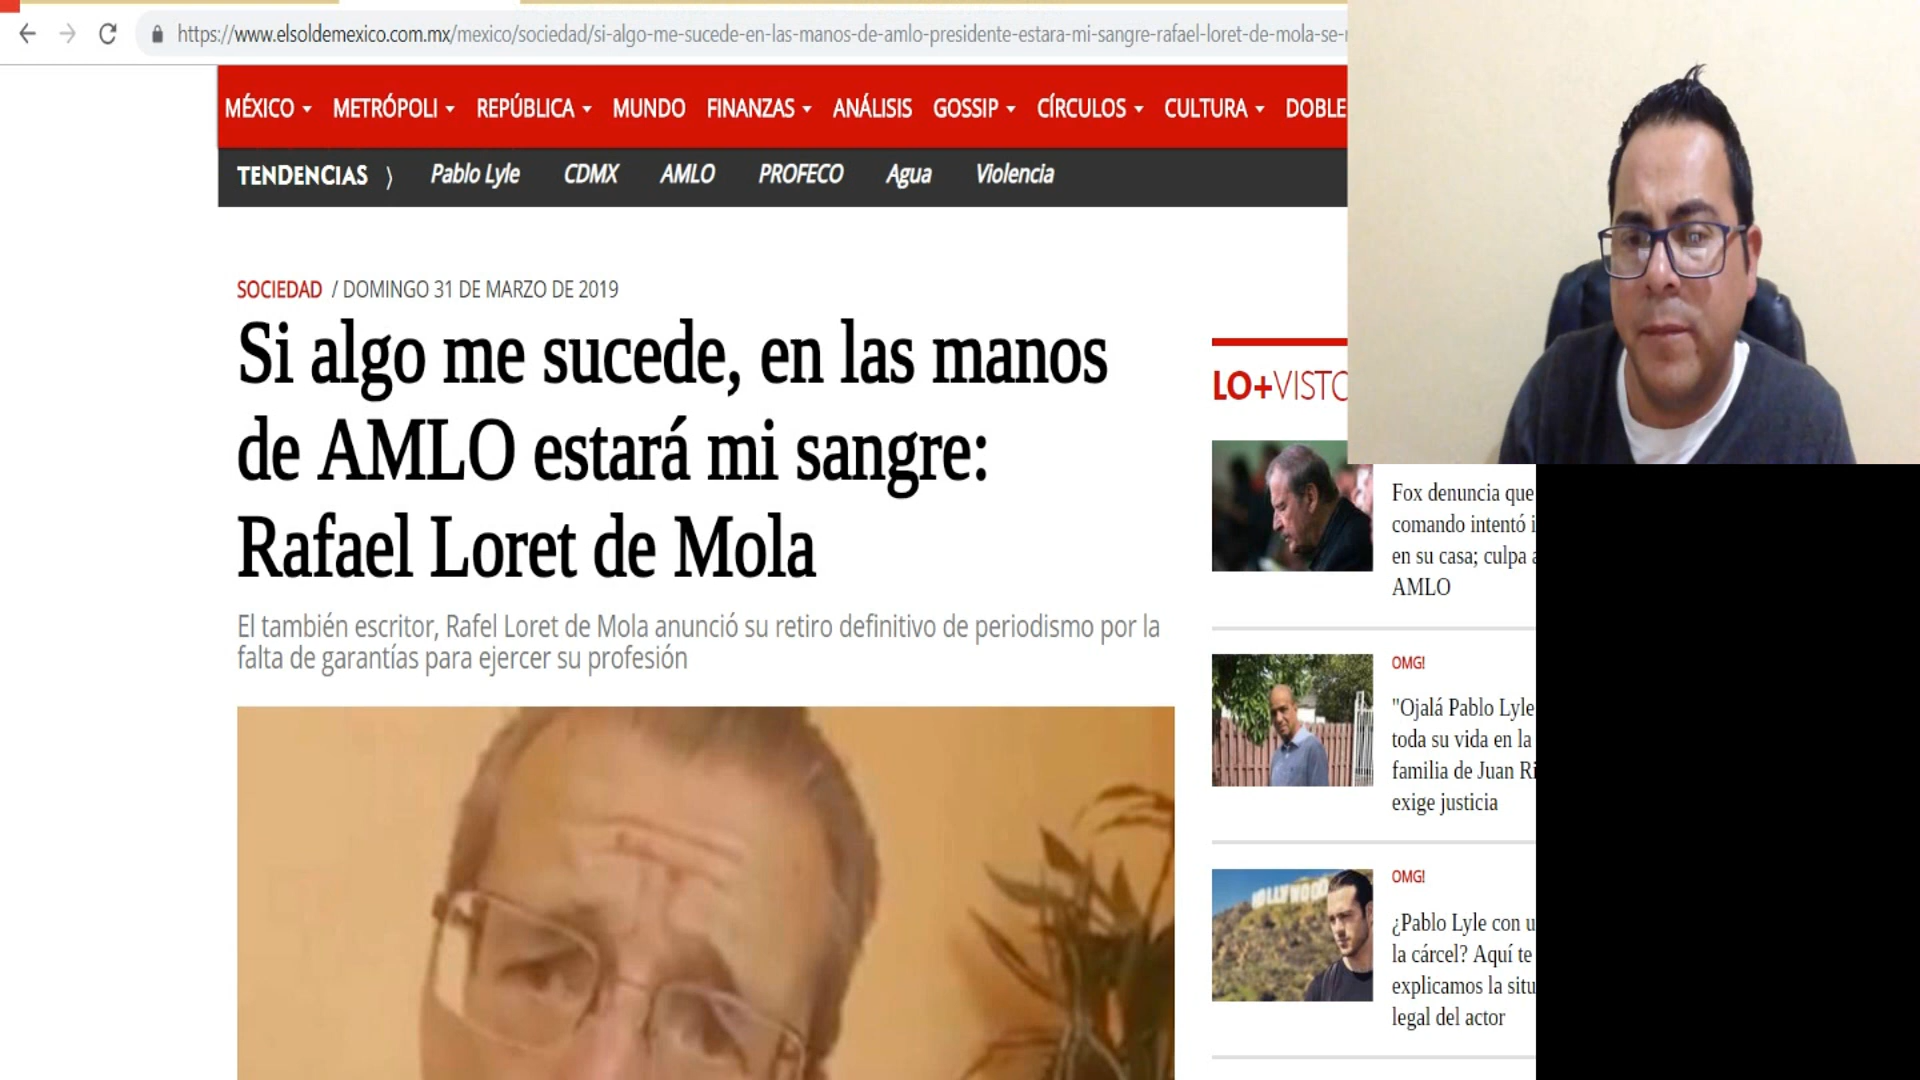 https://www.elsoldemexico.com.mx/mexico/sociedad/si-algo-me-sucede-en-las-manos-de-amlo-presidente-estara-mi-sangre-rafael-loret-de-mola-se-r
MÉXICO METRÓPOLI REPÚBLICA MUNDO FINANZAS ANÁLISIS GOSSIP CÍRCULOS CULTURA DOBLE
TENDENCIAS ⟩ Pablo Lyle CDMX AMLO PROFECO Agua Violencia
SOCIEDAD / DOMINGO 31 DE MARZO DE 2019
Si algo me sucede, en las manos
de AMLO estará mi sangre:
Rafael Loret de Mola
El también escritor, Rafel Loret de Mola anunció su retiro definitivo de periodismo por la
falta de garantías para ejercer su profesión
LO+VISTO
Fox denuncia que
comando intentó i
en su casa; culpa a
AMLO
OMG!
"Ojalá Pablo Lyle
toda su vida en la
familia de Juan Ri
exige justicia
OMG!
¿Pablo Lyle con u
la cárcel? Aquí te
explicamos la situ
legal del actor
HOLLYWOOD